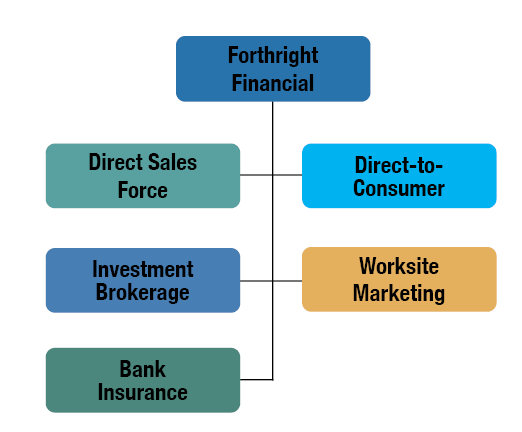 Forthright
Financial
Direct Sales
Force
Direct-to-
Consumer
Investment
Brokerage
Worksite
Marketing
Bank
Insurance